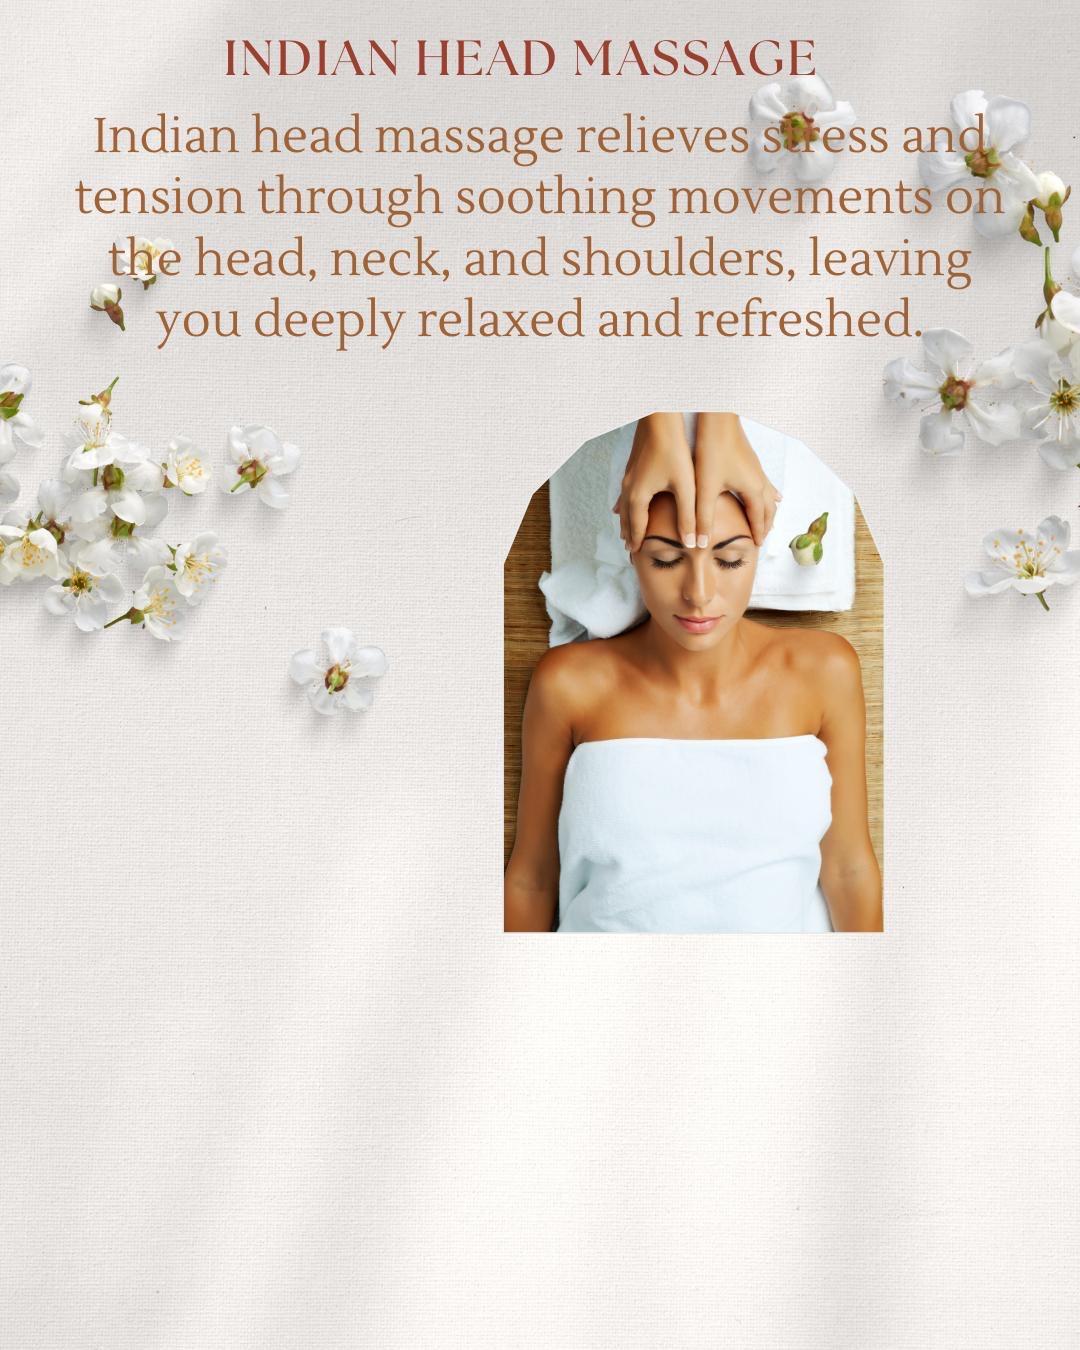 INDIAN HEAD MASSAGE
Indian head massage relieves stress and
tension through soothing movements on
the head, neck, and shoulders, leaving
you deeply relaxed and refreshed.